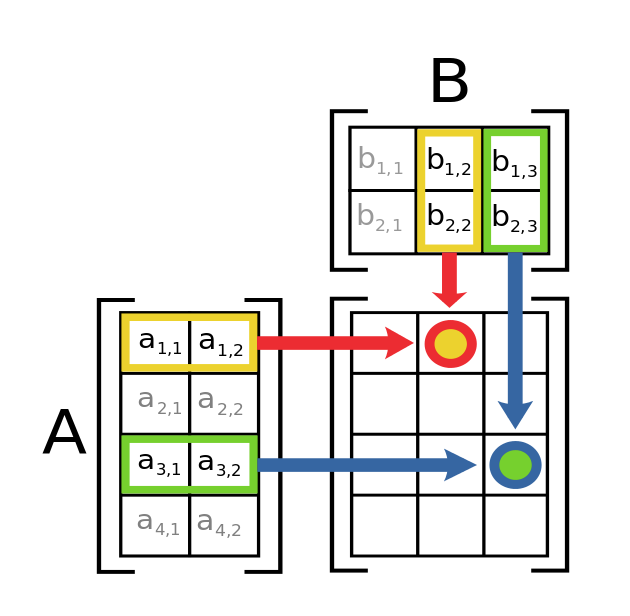 B
b1,1 b1,2 b1,3
b2,1 b2,2 b2,3
A
a1,1 a1,2
a2,1 a2,2
a3,1 a3,2
a4,1 a4,2